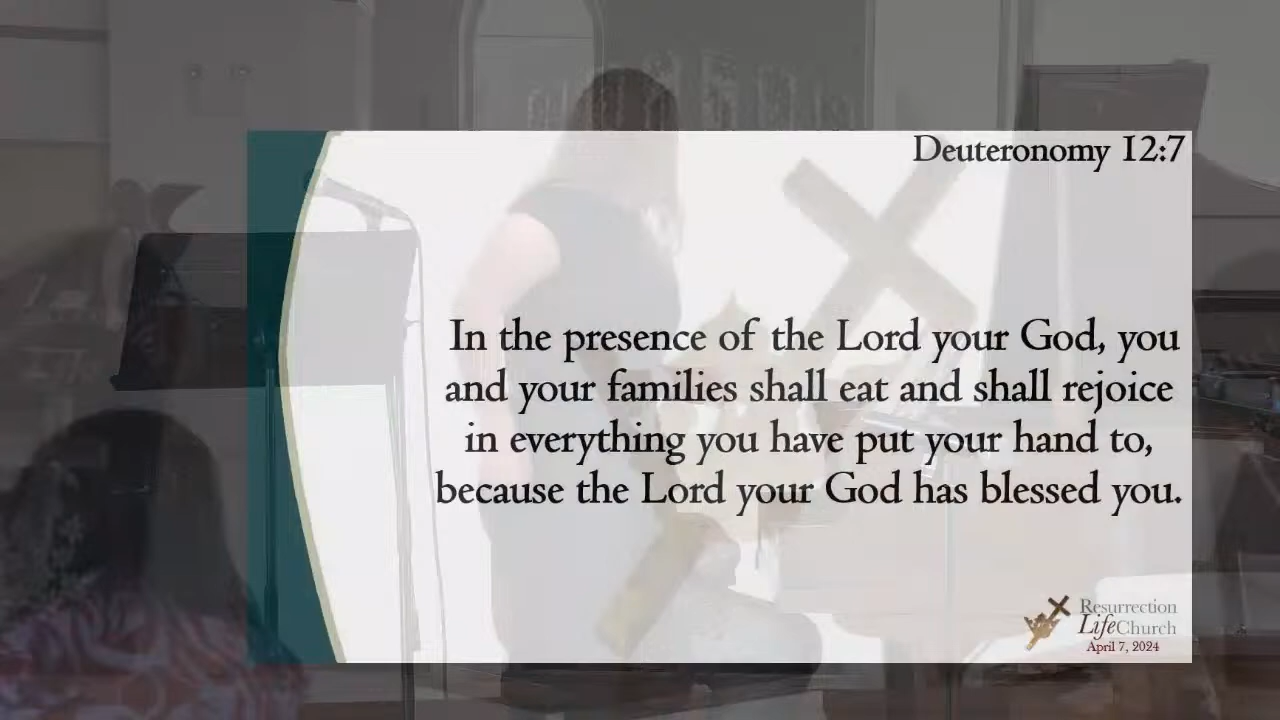 Deuteronomy 12:7
In the presence of the Lord your God, you
and your families shall eat and shall rejoice
in everything you have put your hand to,
because the Lord your God has blessed you.
Resurrection
LifeChurch
April 7, 2024